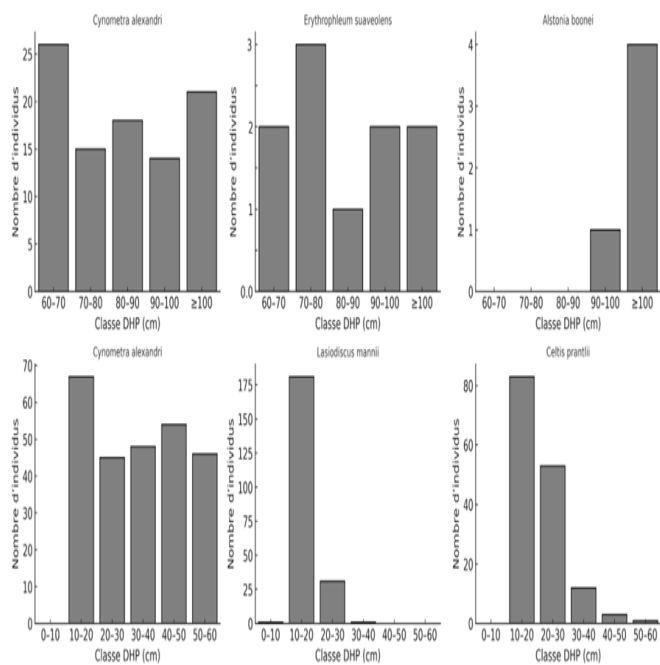 Cynometra alexandri
Nombre d'individus
25
20
15
10
5
0
60-70 70-80 80-90 90-100 ≥100
Classe DHP (cm)
Erythrophleum suaveolens
Nombre d'individus
3
2
1
0.0
60-70 70-80 80-90 90-100 ≥100
Classe DHP (cm)
Alstonia boonei
Nombre d'individus
4
4
2
1
0
60-70 70-80 80-90 90-100 ≥100
Classe DHP (cm)
Cynometra alexandri
Nombre d'individus
70
60
50
40
30
20
10
0
0-10 10-20 20-30 30-40 40-50 50-60
Classe DHP (cm)
Lasiodiscus mannii
Nombre d'individus
175
125
100
75
50
25
0
0-10 10-20 20-30 30-40 40-50 50-60
Classe DHP (cm)
Celtis prantlii
Nombre d'individus
80
60
40
20
0
0-10 10-20 20-30 30-40 40-50 50-60
Classe DHP (cm)